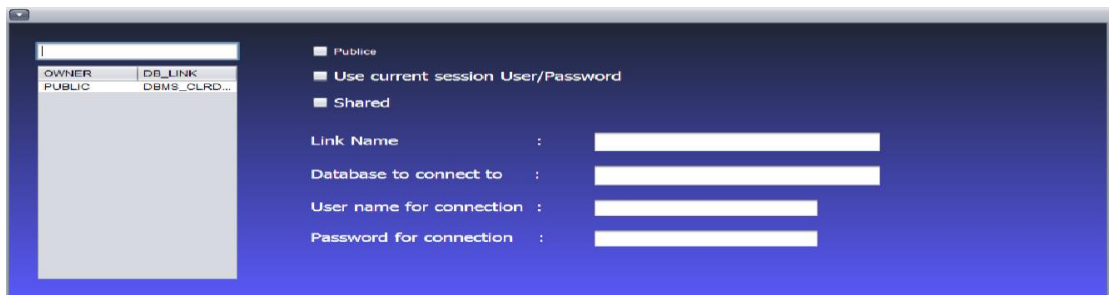 OWNER DB_LINK
PUBLIC DBMS_CLRD...
Publice
Use current session User/Password
Shared
Link Name :
Database to connect to :
User name for connection :
Password for connection :